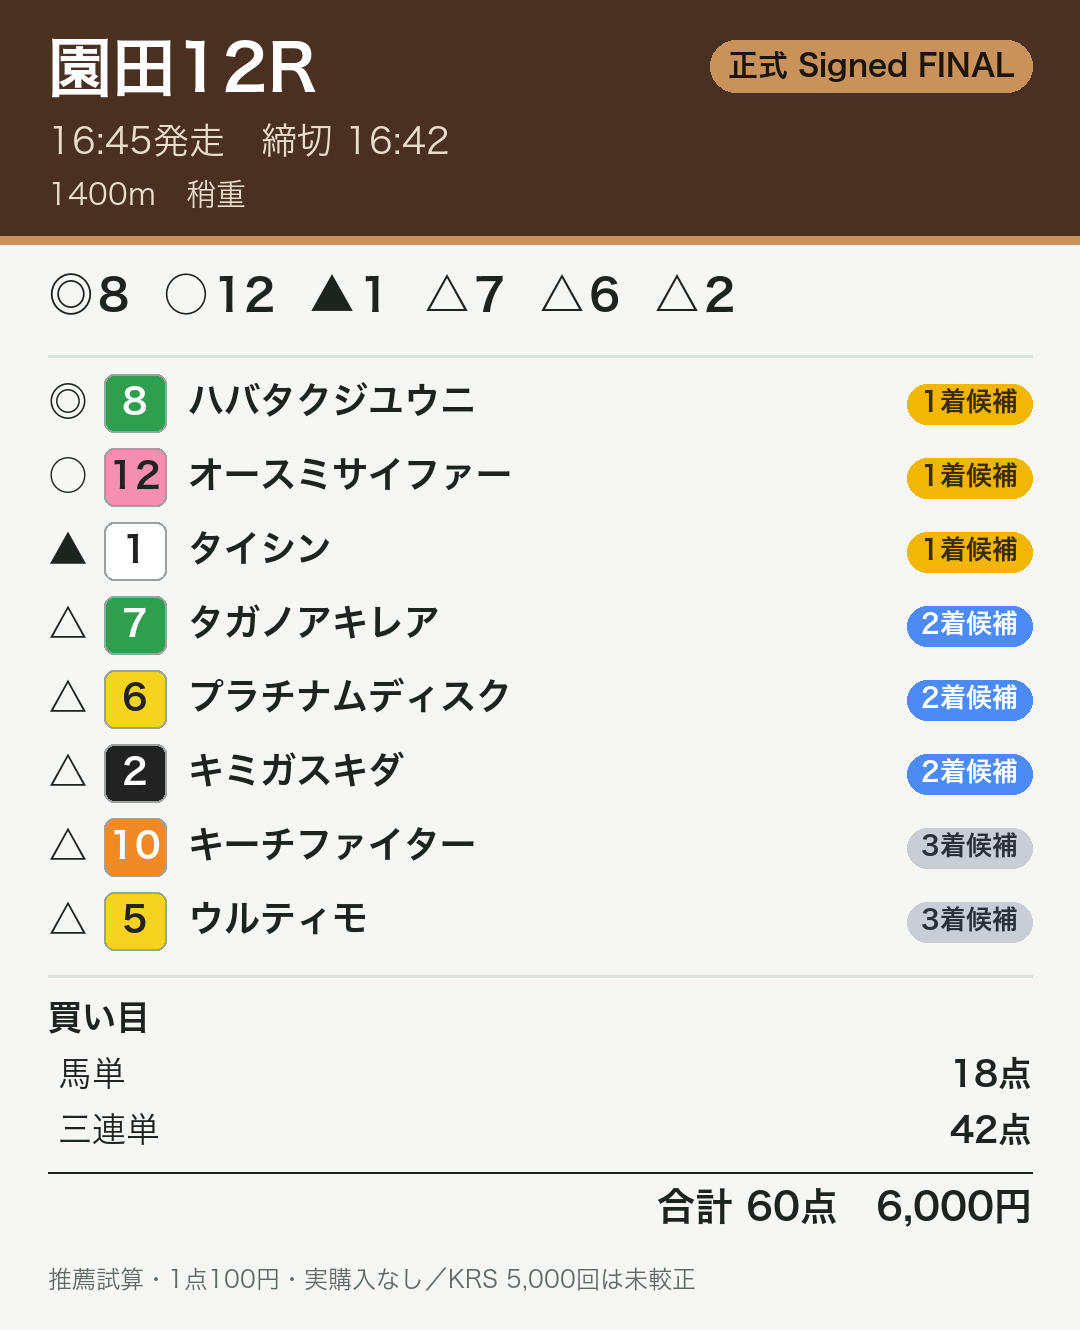 園田12R
正式 Signed FINAL
16:45発走　締切 16:42
1400m　稍重
◎8 ○12 ▲1 △7 △6 △2
◎ 8 ハバタクジユウニ 1着候補
○ 12 オースミサイファー 1着候補
▲ 1 タイシン 1着候補
△ 7 タガノアキレア 2着候補
△ 6 プラチナムディスク 2着候補
△ 2 キミガスキダ 2着候補
△ 10 キーチファイター 3着候補
△ 5 ウルティモ 3着候補
買い目
馬単 18点
三連単 42点
合計 60点　6,000円
推薦試算・1点100円・実購入なし／KRS 5,000回は未較正